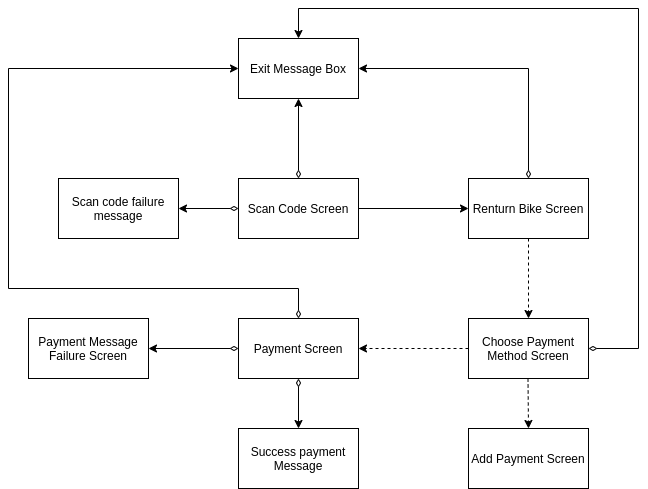 Exit Message Box
Scan code failure
message
Scan Code Screen
Renturn Bike Screen
Payment Message
Failure Screen
Payment Screen
Choose Payment
Method Screen
Success payment
Message
Add Payment Screen